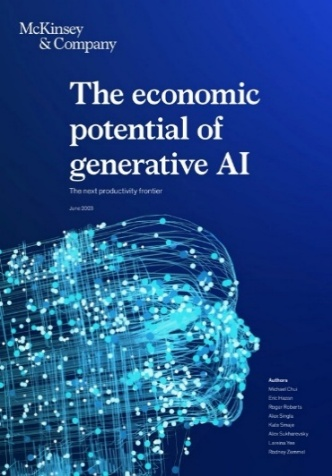 McKinsey
& Company
The economic
potential of
generative AI
The next productivity frontier
June 2023
Authors
Michael Chui
Eric Hazan
Roger Roberts
Alex Singla
Kate Smaje
Alex Sukharevsky
Lareina Yee
Rodney Zemmel